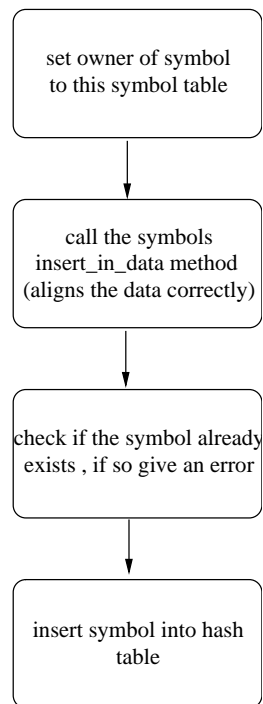 set owner of symbol
to this symbol table
call the symbols
insert_in_data method
(aligns the data correctly)
check if the symbol already
exists , if so give an error
insert symbol into hash
table